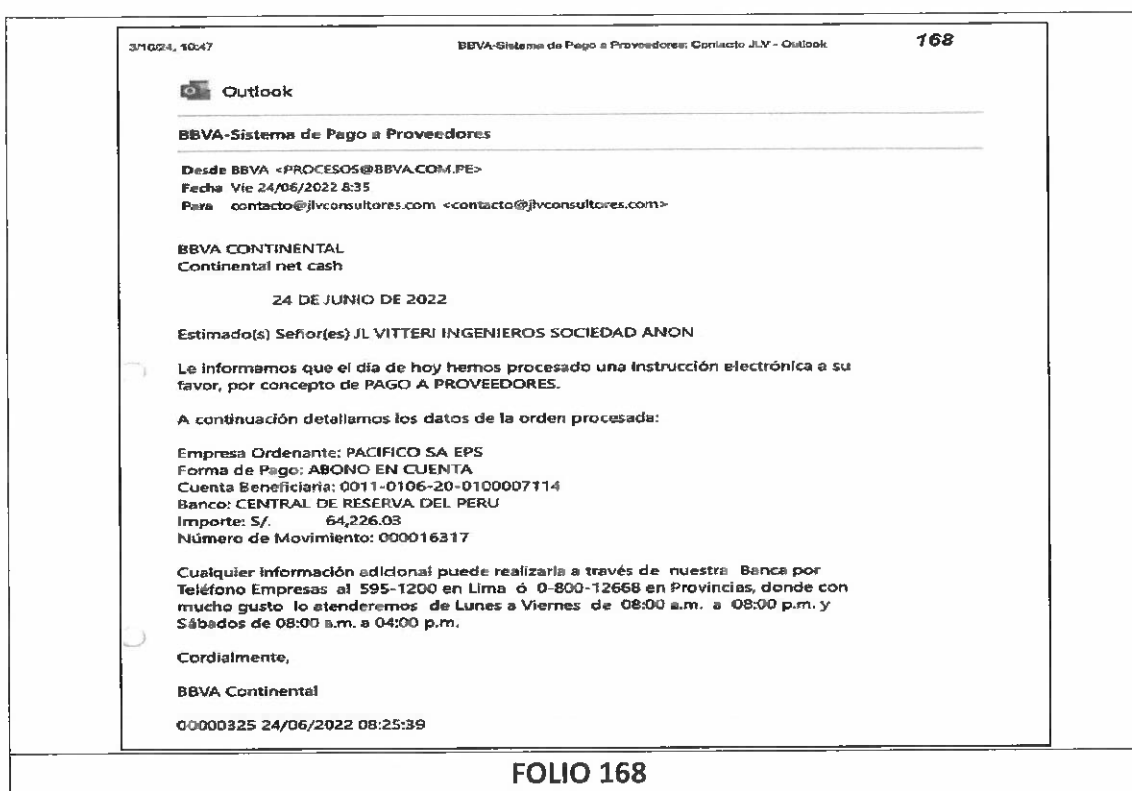 3/10/24, 10:47 BBVA-Sistema de Pago a Proveedores: Contacto JLV - Outlook 168
Outlook
BBVA-Sistema de Pago a Proveedores
Desde BBVA <PROCESOS@BBVA.COM.PE>
Fecha Vie 24/06/2022 8:35
Para contacto@jlvconsultores.com <contacto@jlvconsultores.com>
BBVA CONTINENTAL
Continental net cash
24 DE JUNIO DE 2022
Estimado(s) Señor(es) JL VITTERI INGENIEROS SOCIEDAD ANON
Le informamos que el día de hoy hemos procesado una instrucción electrónica a su
favor, por concepto de PAGO A PROVEEDORES.
A continuación detallamos los datos de la orden procesada:
Empresa Ordenante: PACIFICO SA EPS
Forma de Pago: ABONO EN CUENTA
Cuenta Beneficiaria: 0011-0106-20-0100007114
Banco: CENTRAL DE RESERVA DEL PERU
Importe: S/. 64,226.03
Número de Movimiento: 000016317
Cualquier información adicional puede realizarla a través de nuestra Banca por
Teléfono Empresas al 595-1200 en Lima ó 0-800-12668 en Provincias, donde con
mucho gusto lo atenderemos de Lunes a Viernes de 08:00 a.m. a 08:00 p.m. y
Sábados de 08:00 a.m. a 04:00 p.m.
Cordialmente,
BBVA Continental
00000325 24/06/2022 08:25:39
FOLIO 168